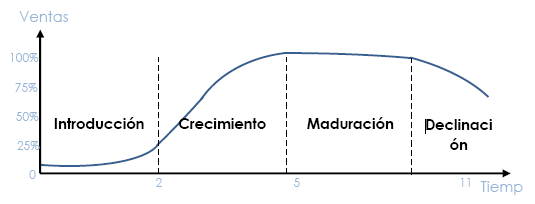 Ventas
100%
75%
50%
25%
0
Introducción
Crecimiento
Maduración
Declinaci
ón
2
5
11
Tiemp